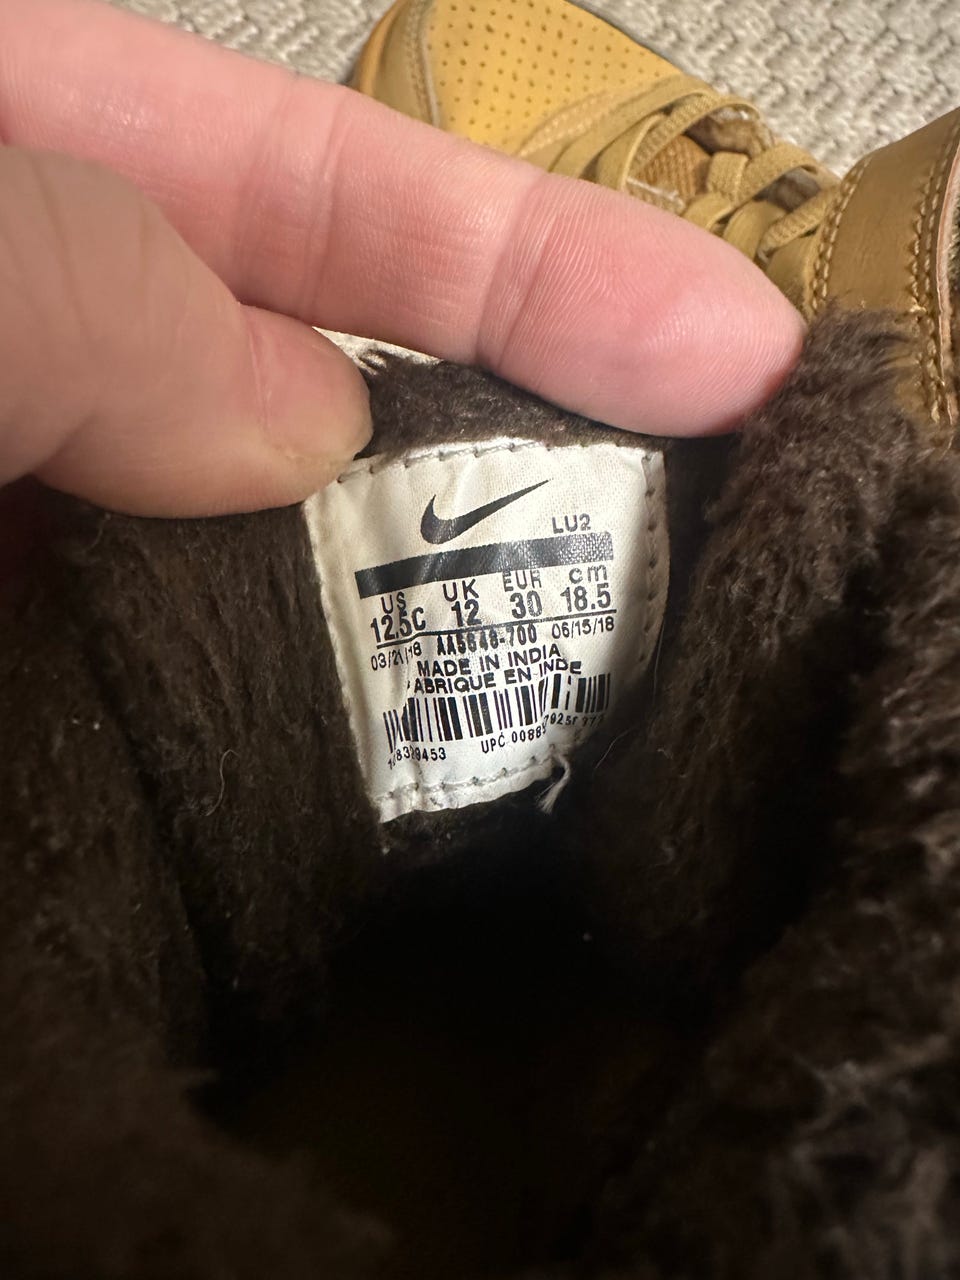 LU2
US UK EUR cm
12.5C 12 30 18.5
03/21/18 AA5648-700 06/15/18
MADE IN INDIA
FABRIQUE EN INDE
UPC